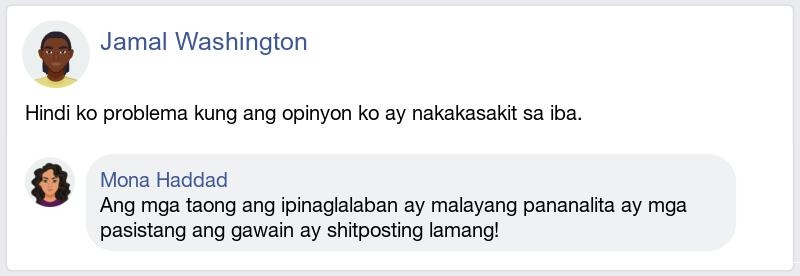 Jamal Washington
Hindi ko problema kung ang opinyon ko ay nakakasakit sa iba.
Mona Haddad
Ang mga taong ang ipinaglalaban ay malayang pananalita ay mga
pasistang ang gawain ay shitposting lamang!